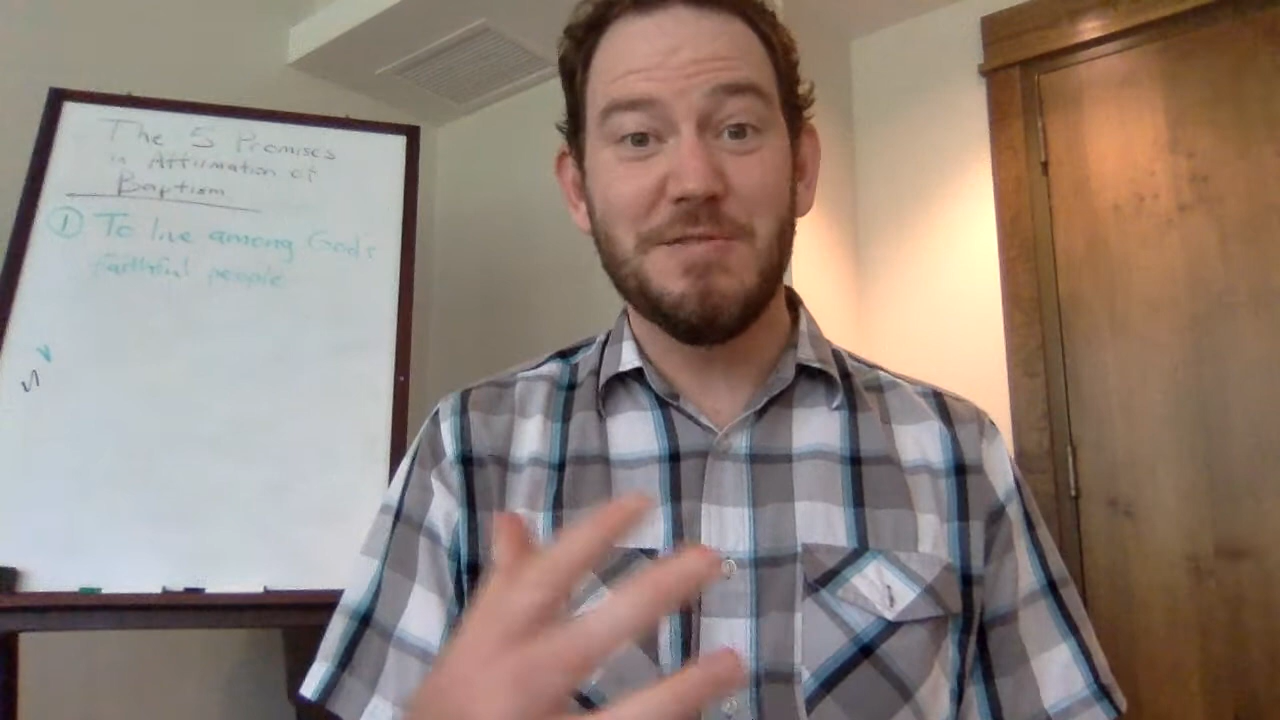 The 5 Promises
in Affirmation of
Baptism
① To live among God's
faithful people